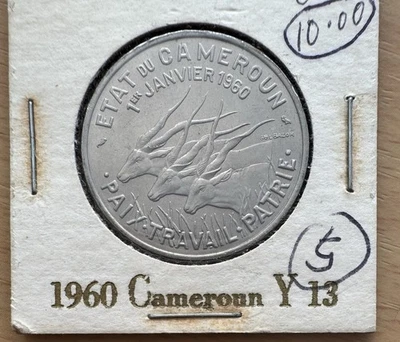 10.00
ETAT DU CAMEROUN
1ER JANVIER 1960
· PAIX · TRAVAIL · PATRIE ·
5
1960 Cameroun Y 13